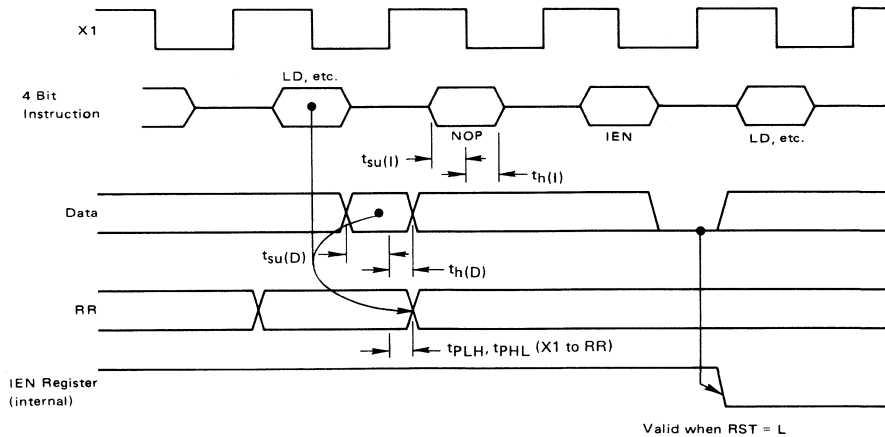 X1
LD, etc.
4 Bit
Instruction
NOP
IEN
LD, etc.
tsu(I)
th(I)
Data
tsu(D)
th(D)
RR
tPLH, tPHL (X1 to RR)
IEN Register
(internal)
Valid when RST = L